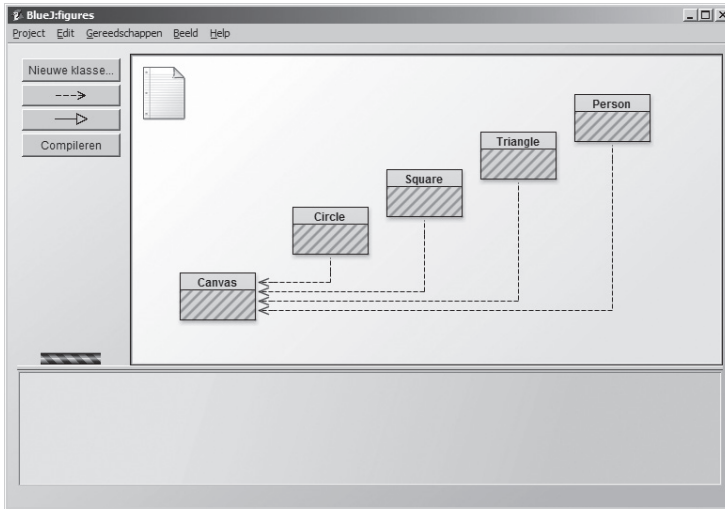 BlueJ:figures
Project Edit Gereedschappen Beeld Help
Nieuwe klasse...
Compileren
Person
Triangle
Square
Circle
Canvas